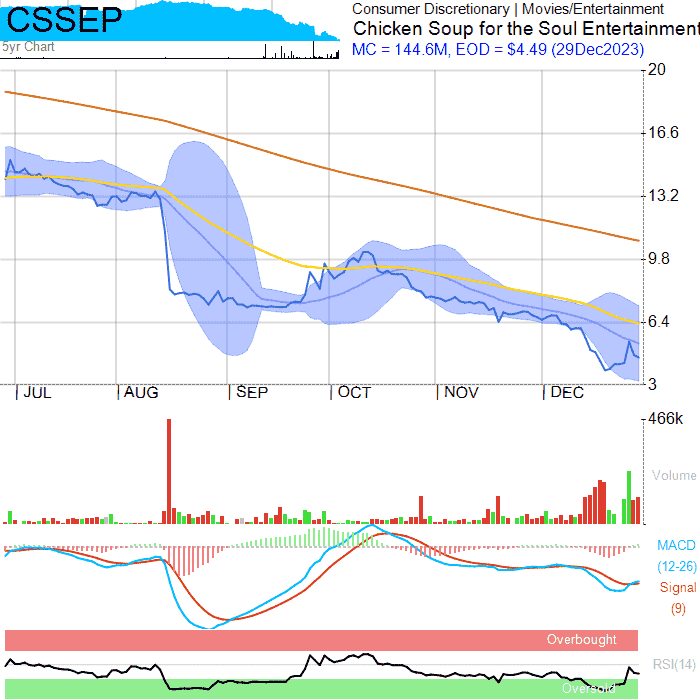 CSSEP
5yr Chart
Consumer Discretionary | Movies/Entertainment
Chicken Soup for the Soul Entertainment
MC = 144.6M, EOD = $4.49 (29Dec2023)
20
16.6
13.2
9.8
6.4
3
JUL AUG SEP OCT NOV DEC
466k
Volume
MACD
(12-26)
Signal
(9)
Overbought
RSI(14)
Oversold